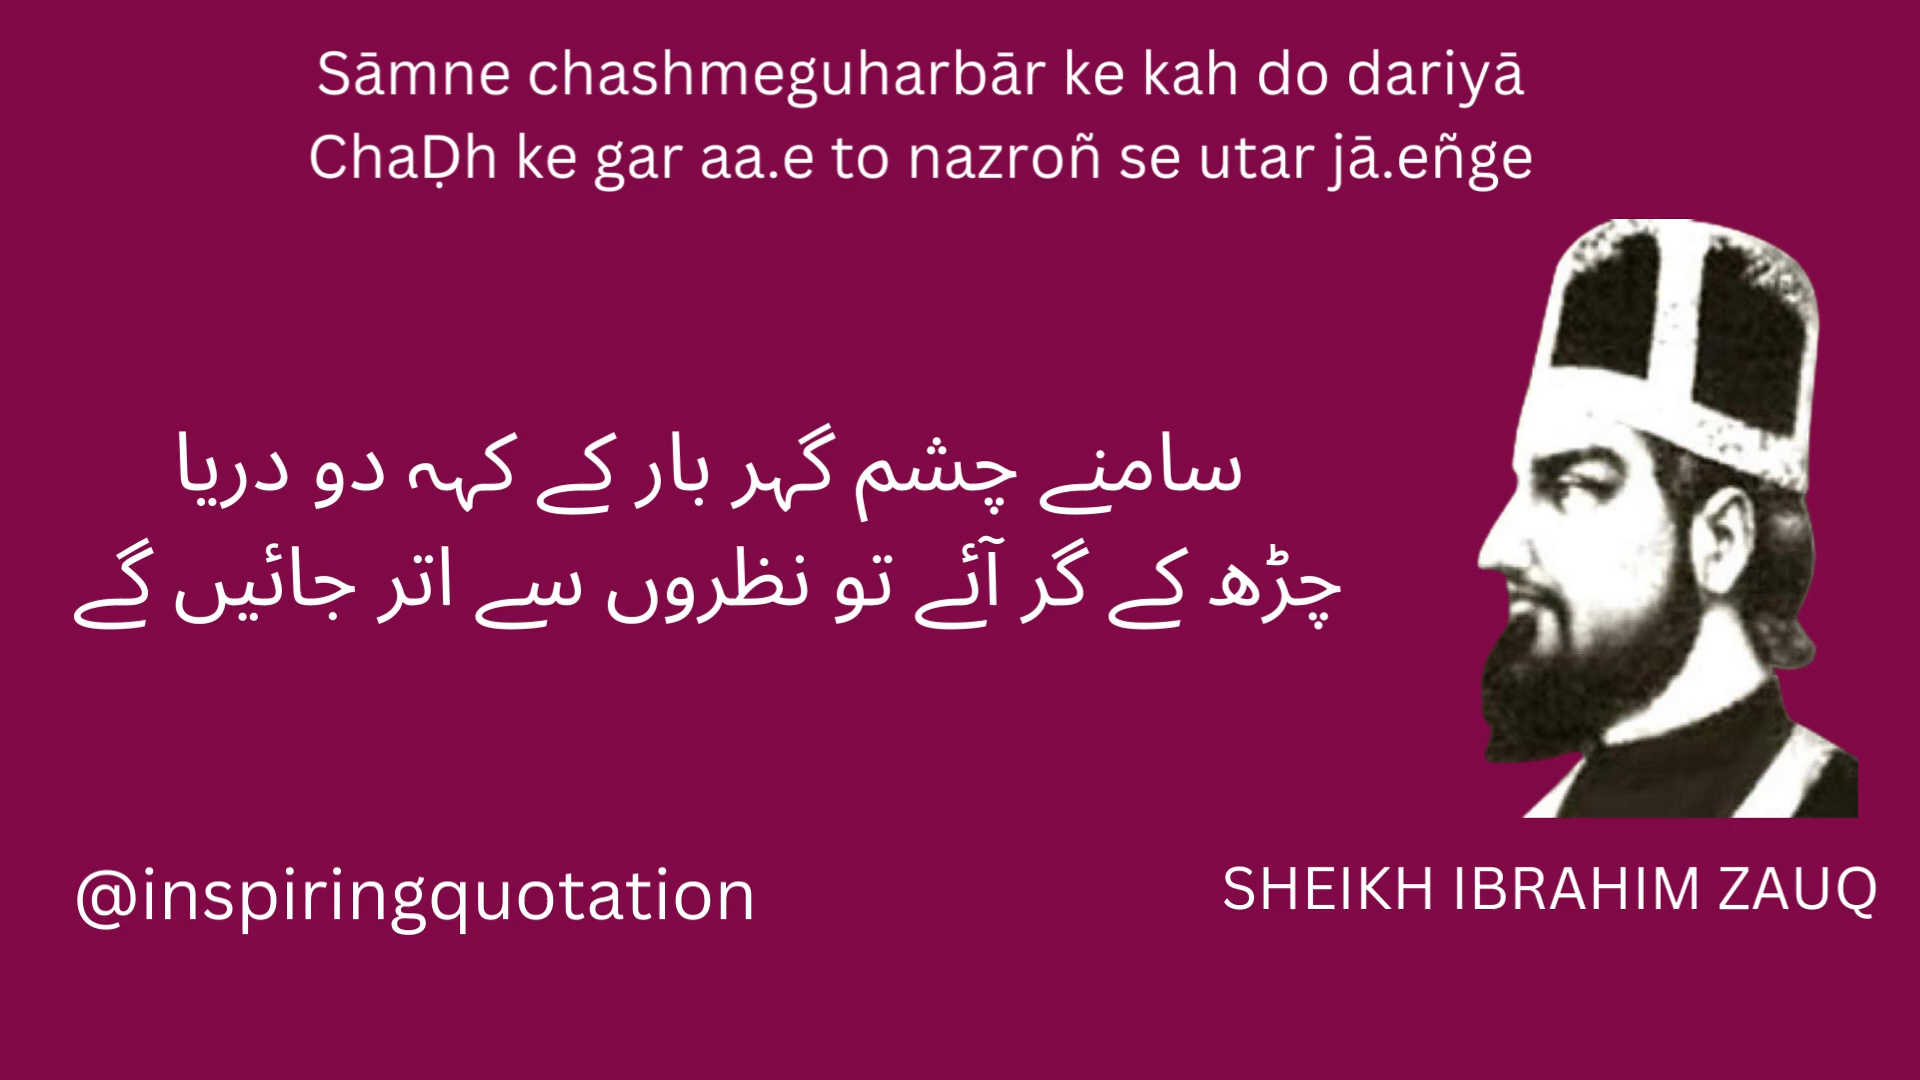 Sāmne chashmeguharbār ke kah do dariyā
ChaḌh ke gar aa.e to nazroñ se utar jā.eñge
سامنے چشم گہر بار کے کہہ دو دریا
چڑھ کے گر آئے تو نظروں سے اتر جائیں گے
@inspiringquotation
SHEIKH IBRAHIM ZAUQ